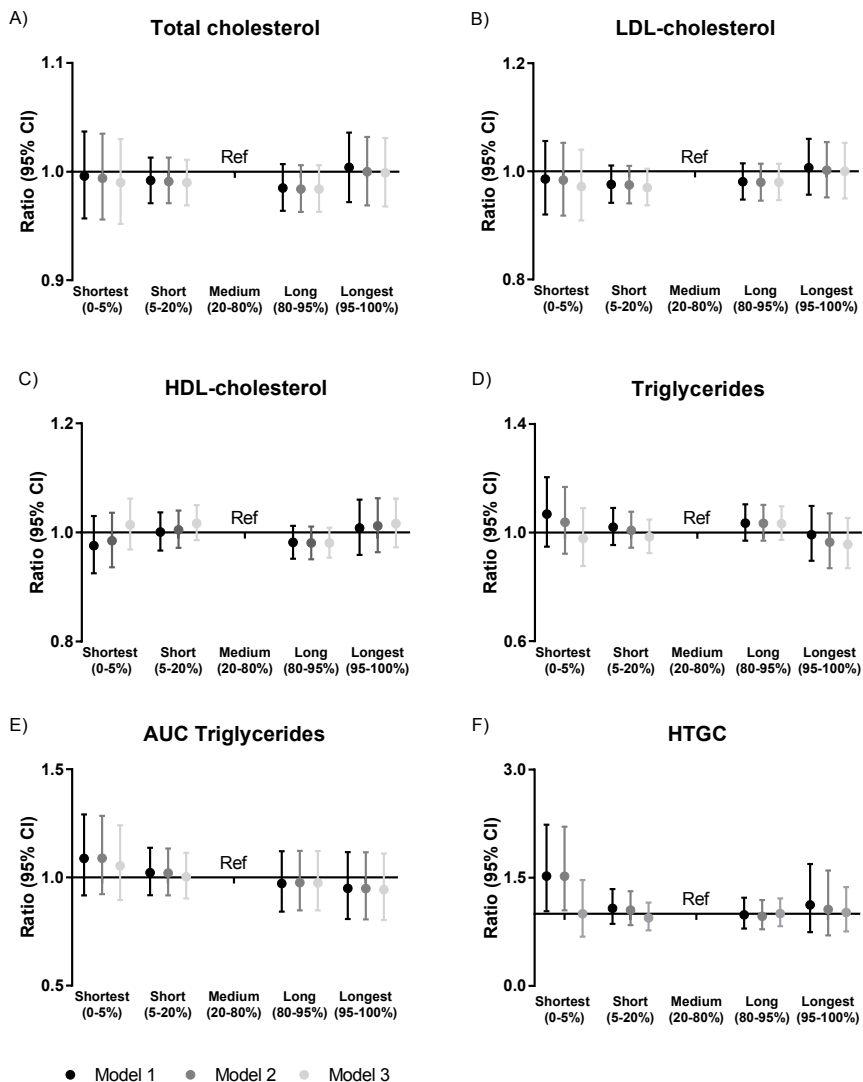 A)
Total cholesterol
Ratio (95% CI)
1.1
1.0
0.9
Ref
Shortest Short Medium Long Longest
(0-5%) (5-20%) (20-80%) (80-95%) (95-100%)
B)
LDL-cholesterol
Ratio (95% CI)
1.2
1.0
0.8
Ref
Shortest Short Medium Long Longest
(0-5%) (5-20%) (20-80%) (80-95%) (95-100%)
C)
HDL-cholesterol
Ratio (95% CI)
1.2
1.0
0.8
Ref
Shortest Short Medium Long Longest
(0-5%) (5-20%) (20-80%) (80-95%) (95-100%)
D)
Triglycerides
Ratio (95% CI)
1.4
1.0
0.6
Ref
Shortest Short Medium Long Longest
(0-5%) (5-20%) (20-80%) (80-95%) (95-100%)
E)
AUC Triglycerides
Ratio (95% CI)
1.5
1.0
0.5
Ref
Shortest Short Medium Long Longest
(0-5%) (5-20%) (20-80%) (80-95%) (95-100%)
F)
HTGC
Ratio (95% CI)
3.0
1.5
0.0
Ref
Shortest Short Medium Long Longest
(0-5%) (5-20%) (20-80%) (80-95%) (95-100%)
Model 1 Model 2 Model 3